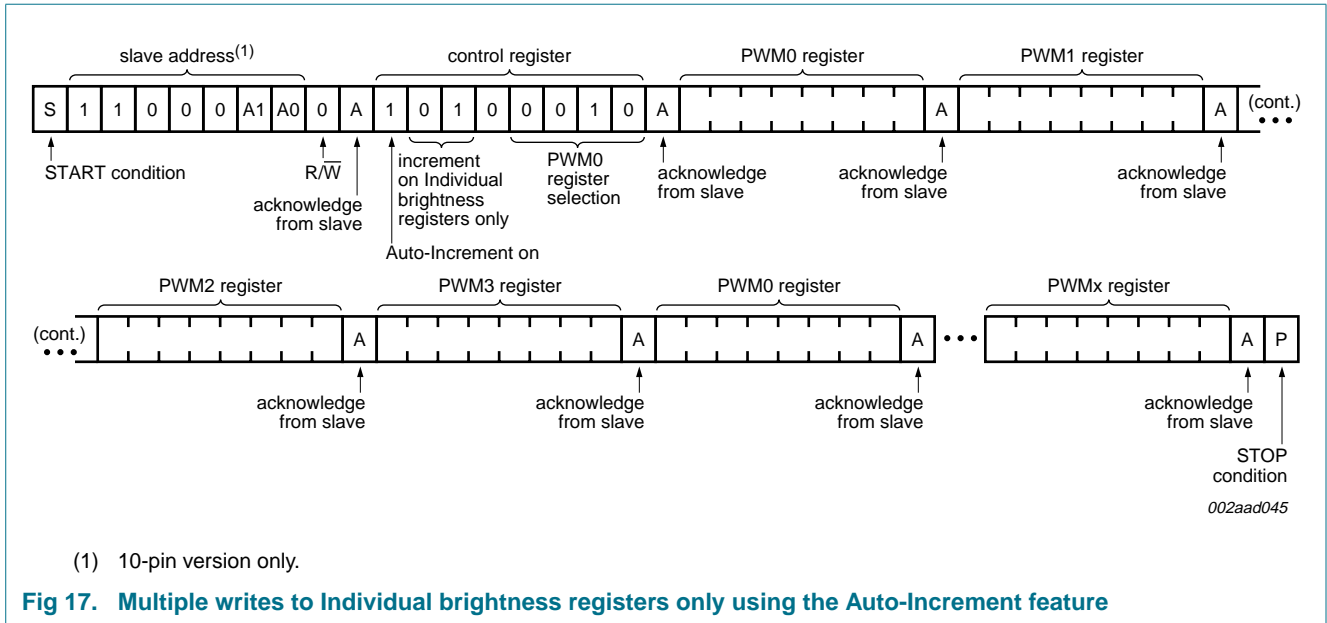 slave address(1)
control register
PWM0 register
PWM1 register
S 1 1 0 0 0 A1 A0 0 A 1 0 1 0 0 0 1 0 A A A (cont.)
START condition
R/W
acknowledge
from slave
Auto-Increment on
increment
on Individual
brightness
registers only
PWM0
register
selection
acknowledge
from slave
acknowledge
from slave
acknowledge
from slave
PWM2 register
PWM3 register
PWM0 register
PWMx register
(cont.) A A A A P
acknowledge
from slave
acknowledge
from slave
acknowledge
from slave
acknowledge
from slave
STOP
condition
002aad045
(1) 10-pin version only.
Fig 17. Multiple writes to Individual brightness registers only using the Auto-Increment feature